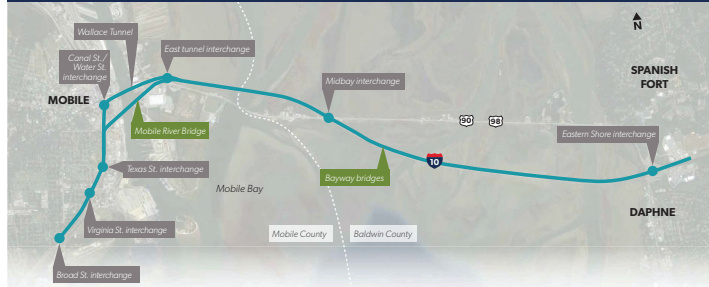 Wallace Tunnel
N
East tunnel interchange
Canal St./
Water St.
interchange
SPANISH
FORT
Midbay interchange
MOBILE
90
98
Mobile River Bridge
Eastern Shore interchange
10
Texas St. interchange
Bayway bridges
Mobile Bay
DAPHNE
Virginia St. interchange
Mobile County
Baldwin County
Broad St. interchange